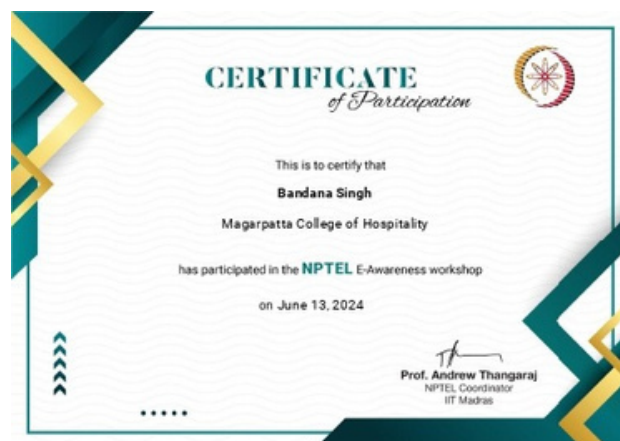 CERTIFICATE
of Participation
This is to certify that
Bandana Singh
Magarpatta College of Hospitality
has participated in the NPTEL E-Awareness workshop
on June 13, 2024
Prof. Andrew Thangaraj
NPTEL Coordinator
IIT Madras